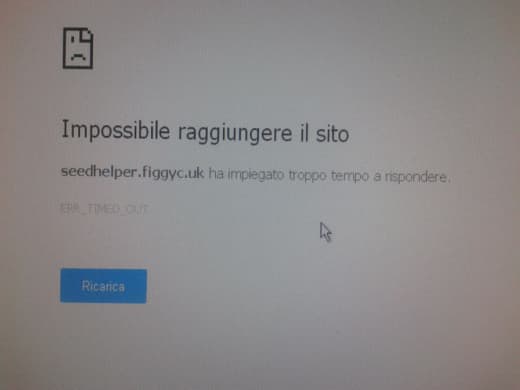 Impossibile raggiungere il sito
seedhelper.figgyc.uk ha impiegato troppo tempo a rispondere.
ERR_TIMED_OUT
Ricarica